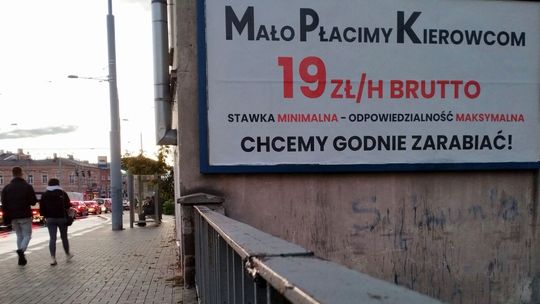 Mało Płacimy Kierowcom
19 ZŁ/H BRUTTO
STAWKA MINIMALNA - ODPOWIEDZIALNOŚĆ MAKSYMALNA
CHCEMY GODNIE ZARABIAĆ!